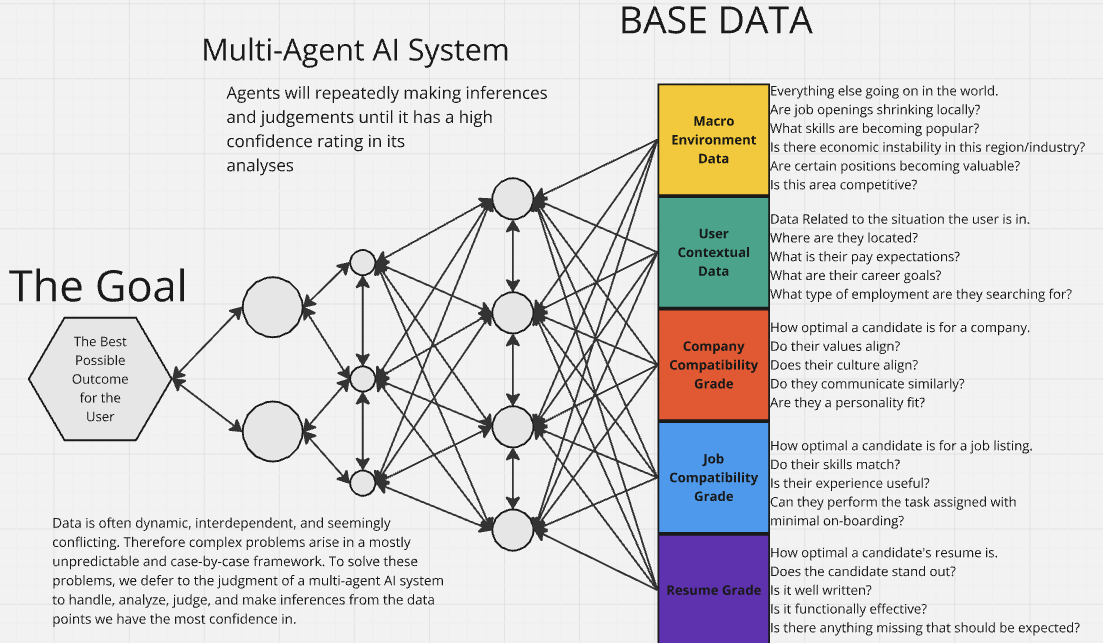 BASE DATA
Multi-Agent AI System
Agents will repeatedly making inferences
and judgements until it has a high
confidence rating in its
analyses
The Goal
The Best
Possible
Outcome
for the
User
Data is often dynamic, interdependent, and seemingly
conflicting. Therefore complex problems arise in a mostly
unpredictable and case-by-case framework. To solve these
problems, we defer to the judgment of a multi-agent AI system
to handle, analyze, judge, and make inferences from the data
points we have the most confidence in.
Macro
Environment
Data
Everything else going on in the world.
Are job openings shrinking locally?
What skills are becoming popular?
Is there economic instability in this region/industry?
Are certain positions becoming valuable?
Is this area competitive?
User
Contextual
Data
Data Related to the situation the user is in.
Where are they located?
What is their pay expectations?
What are their career goals?
What type of employment are they searching for?
Company
Compatibility
Grade
How optimal a candidate is for a company.
Do their values align?
Does their culture align?
Do they communicate similarly?
Are they a personality fit?
Job
Compatibility
Grade
How optimal a candidate is for a job listing.
Do their skills match?
Is their experience useful?
Can they perform the task assigned with
minimal on-boarding?
Resume Grade
How optimal a candidate's resume is.
Does the candidate stand out?
Is it well written?
Is it functionally effective?
Is there anything missing that should be expected?